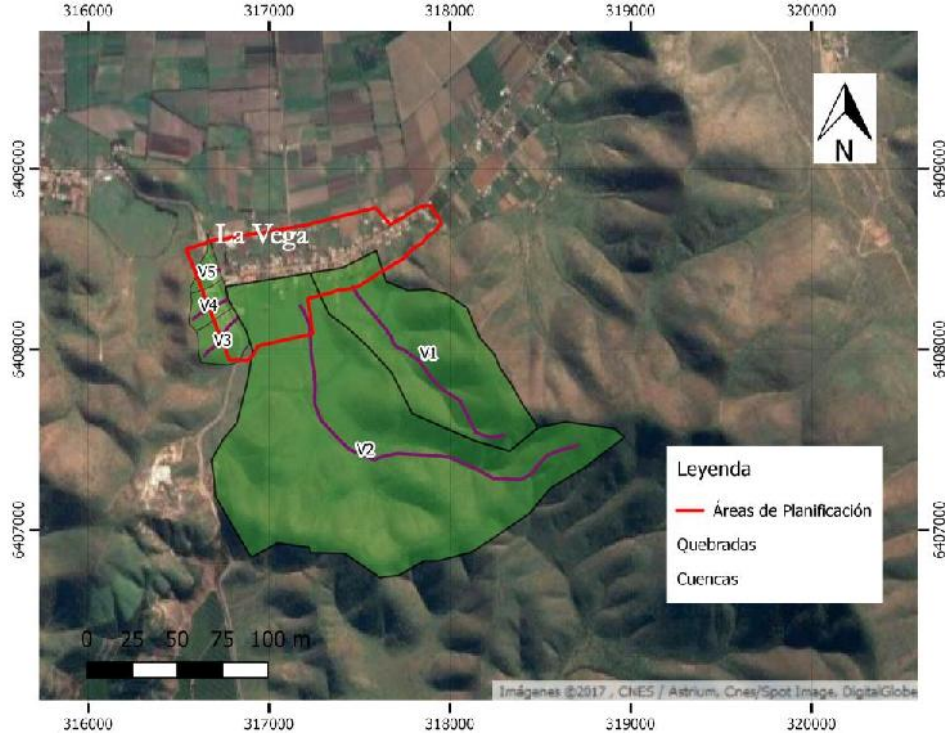 316000 317000 318000 319000 320000
N
6409000 6409000
La Vega
V5
V4
V3
6408000 6408000
V1
V2
Leyenda
Áreas de Planificación
Quebradas
Cuencas
6407000 6407000
0 25 50 75 100 m
Imágenes ©2017 , CNES / Astrium, Cnes/Spot Image, DigitalGlobe
316000 317000 318000 319000 320000